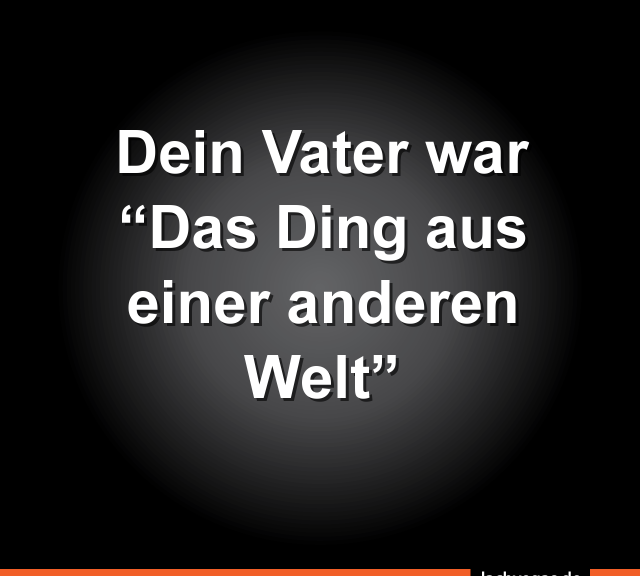 Dein Vater war
“Das Ding aus
einer anderen
Welt”